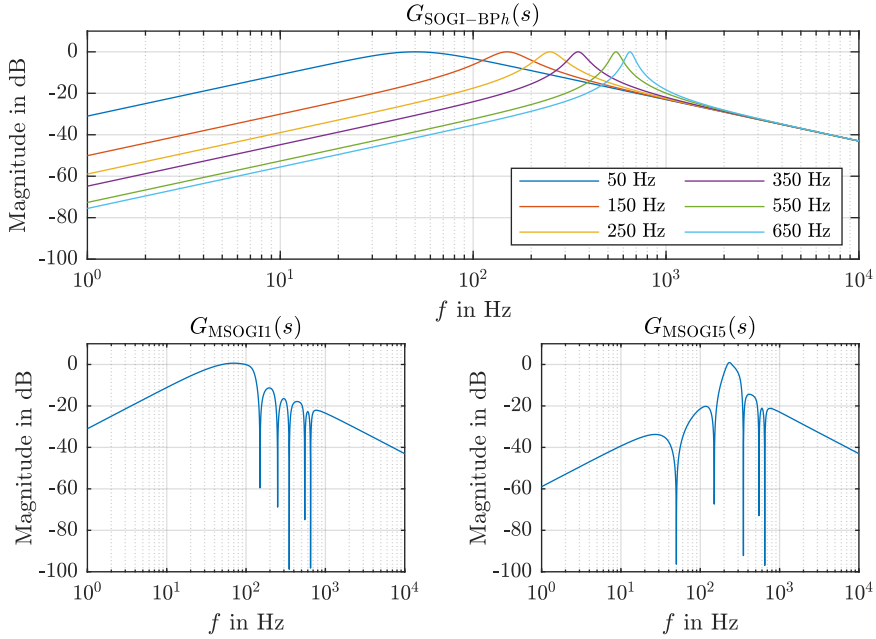 G_SOGI−BPh(s)
Magnitude in dB
0
-20
-40
-60
-80
-100
50 Hz
150 Hz
250 Hz
350 Hz
550 Hz
650 Hz
10^0
10^1
10^2
10^3
10^4
f in Hz
G_MSOGI1(s)
Magnitude in dB
0
-20
-40
-60
-80
-100
10^0
10^1
10^2
10^3
10^4
f in Hz
G_MSOGI5(s)
Magnitude in dB
0
-20
-40
-60
-80
-100
10^0
10^1
10^2
10^3
10^4
f in Hz